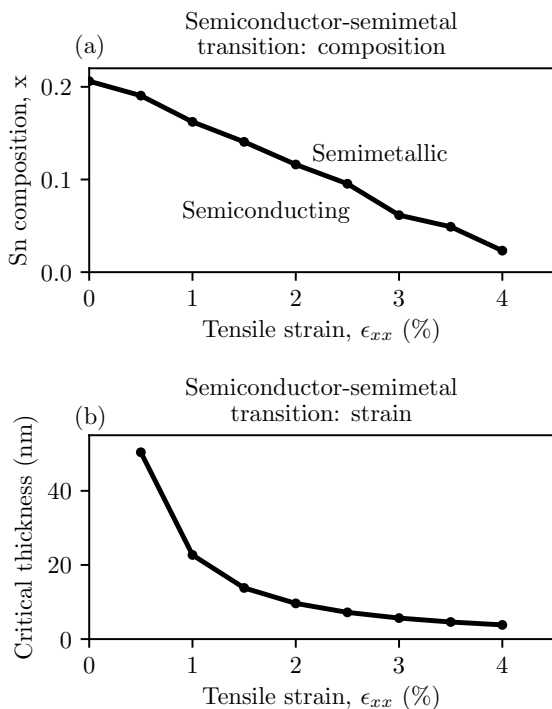 Semiconductor-semimetal
transition: composition
(a)
0.2
0.1
0.0
Sn composition, x
Semimetallic
Semiconducting
0 1 2 3 4
Tensile strain, ϵxx (%)
Semiconductor-semimetal
transition: strain
(b)
40
20
0
Critical thickness (nm)
0 1 2 3 4
Tensile strain, ϵxx (%)